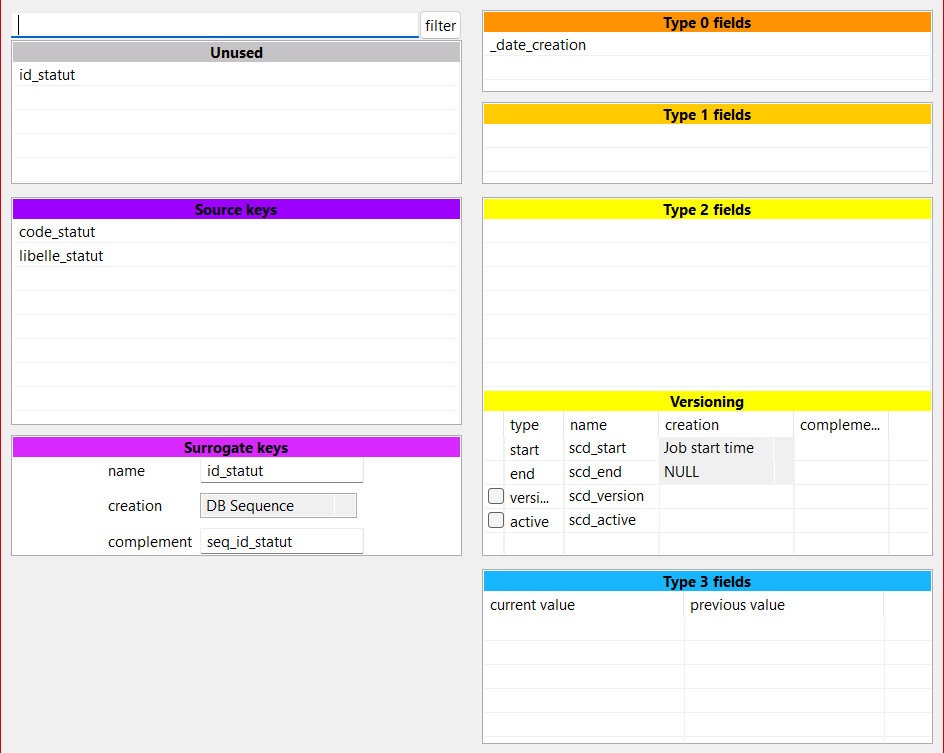 filter
Unused
id_statut
Source keys
code_statut
libelle_statut
Surrogate keys
name id_statut
creation DB Sequence
complement seq_id_statut
Type 0 fields
_date_creation
Type 1 fields
Type 2 fields
Versioning
type name creation compleme...
start scd_start Job start time
end scd_end NULL
versi... scd_version
active scd_active
Type 3 fields
current value previous value